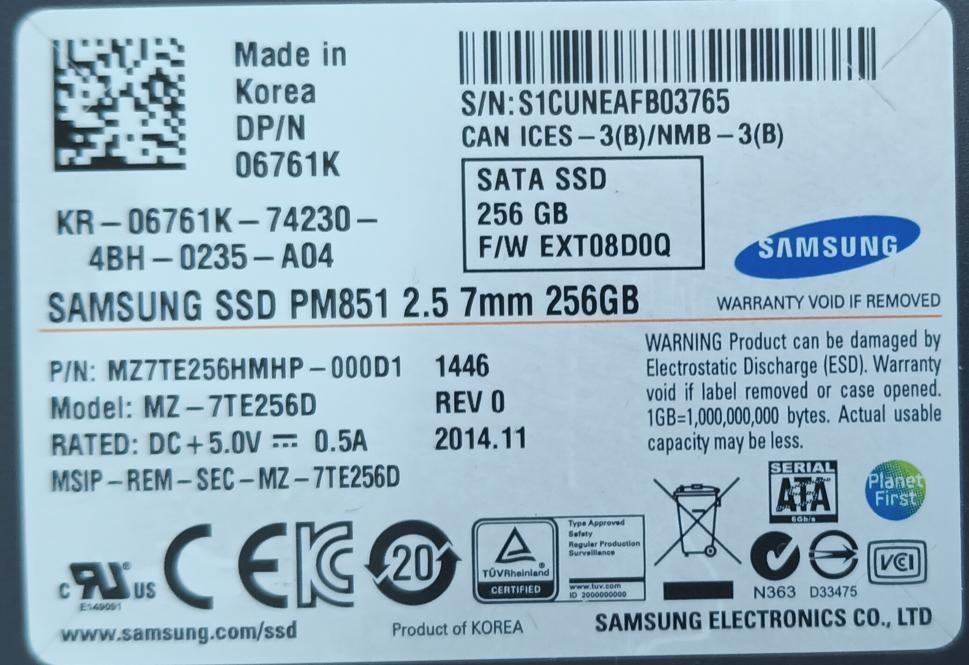 Made in
Korea
DP/N
06761K
KR-06761K-74230-
4BH-0235-A04
S/N: S1CUNEAFB03765
CAN ICES-3(B)/NMB-3(B)
SATA SSD
256 GB
F/W EXT08D0Q
SAMSUNG
SAMSUNG SSD PM851 2.5 7mm 256GB
WARRANTY VOID IF REMOVED
P/N: MZ7TE256HMHP-000D1 1446
Model: MZ-7TE256D REV 0
RATED: DC+5.0V ⎓ 0.5A 2014.11
MSIP-REM-SEC-MZ-7TE256D
WARNING Product can be damaged by
Electrostatic Discharge (ESD). Warranty
void if label removed or case opened.
1GB=1,000,000,000 bytes. Actual usable
capacity may be less.
SERIAL
ATA
6Gb/s
Planet
First
c RU US
E149091
CE
KC
20
TÜVRheinland
CERTIFIED
Type Approved
Safety
Regular Production
Surveillance
www.tuv.com
ID 2000000000
N363
D33475
VCI
www.samsung.com/ssd
Product of KOREA
SAMSUNG ELECTRONICS CO., LTD